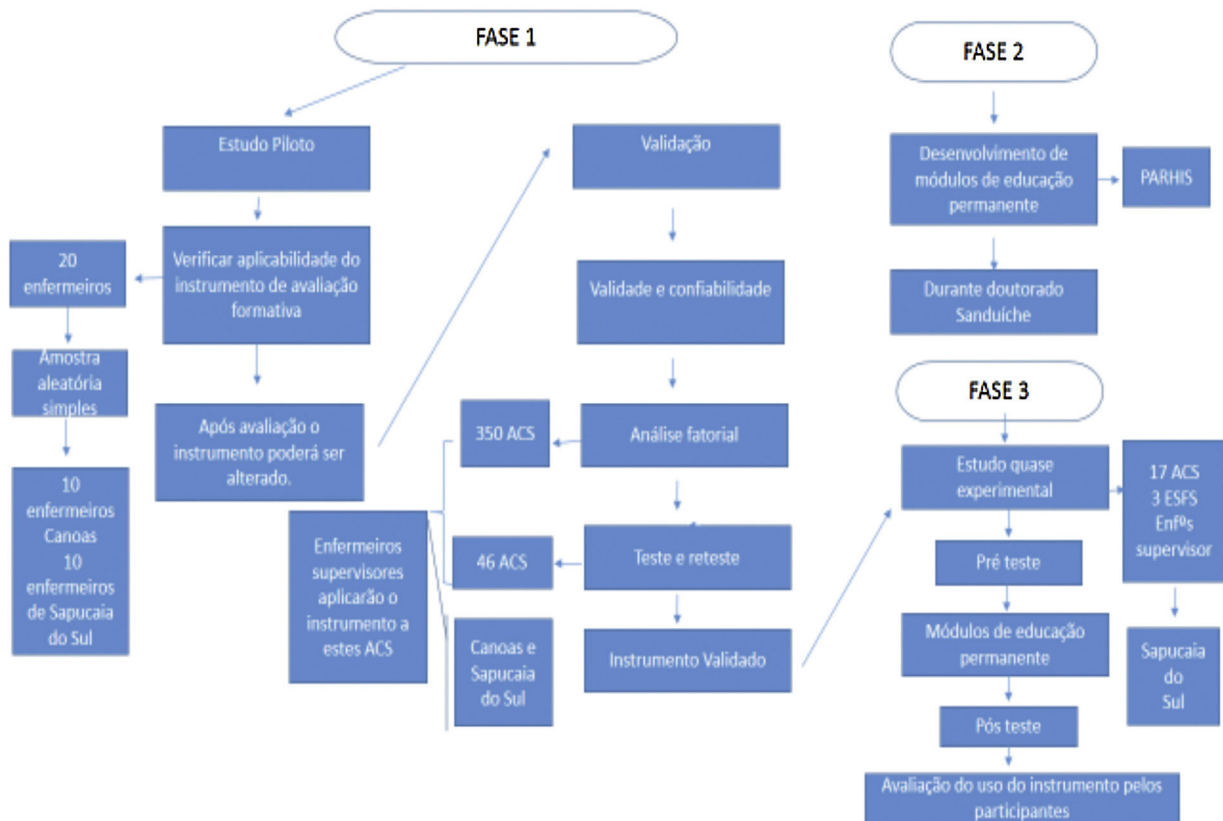 FASE 1
Estudo Piloto
Verificar aplicabilidade do
instrumento de avaliação
formativa
20
enfermeiros
Amostra
aleatória
simples
10
enfermeiros
Canoas
10
enfermeiros
de Sapucaia
do Sul
Após avaliação o
instrumento poderá ser
alterado.
Validação
Validade e confiabilidade
Análise fatorial
350 ACS
Teste e reteste
46 ACS
Enfermeiros
supervisores
aplicarão o
instrumento a
estes ACS
Canoas e
Sapucaia
do Sul
Instrumento Validado
FASE 2
Desenvolvimento de
módulos de educação
permanente
PARHIS
Durante doutorado
Sanduíche
FASE 3
Estudo quase
experimental
17 ACS
3 ESFS
Enfºs
supervisor
Sapucaia
do
Sul
Pré teste
Módulos de educação
permanente
Pós teste
Avaliação do uso do instrumento pelos
participantes